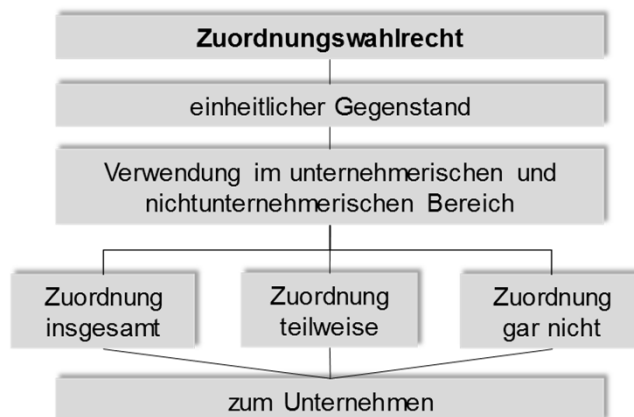 Zuordnungswahlrecht
einheitlicher Gegenstand
Verwendung im unternehmerischen und
nichtunternehmerischen Bereich
Zuordnung
insgesamt
Zuordnung
teilweise
Zuordnung
gar nicht
zum Unternehmen